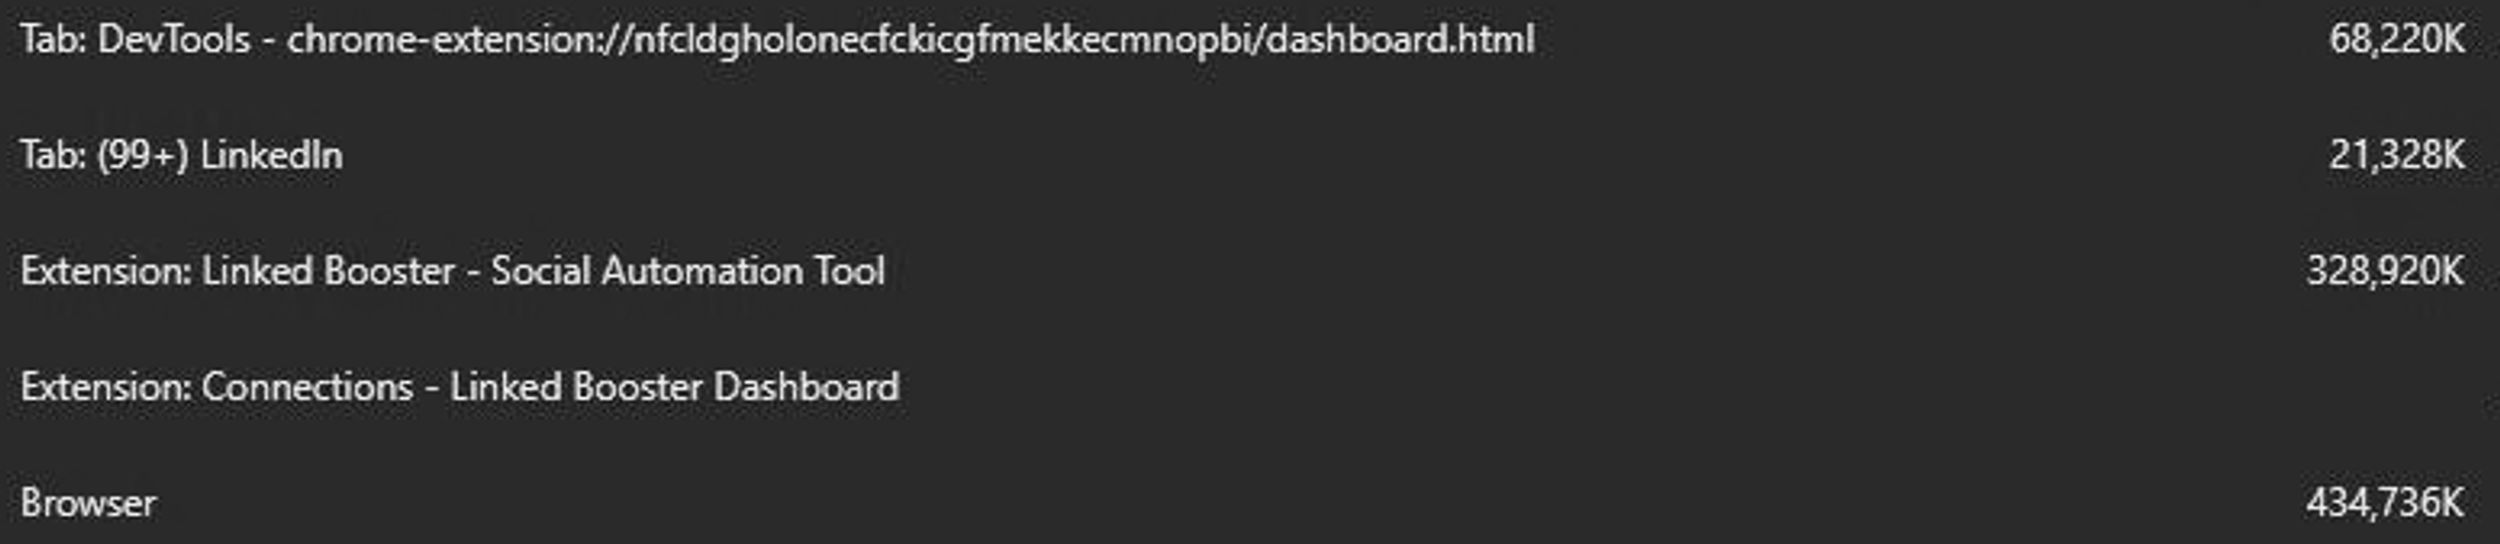 Tab: DevTools - chrome-extension://nfcldgholonecfckicgfmekkecmnopbi/dashboard.html 68,220K
Tab: (99+) LinkedIn 21,328K
Extension: Linked Booster - Social Automation Tool 328,920K
Extension: Connections - Linked Booster Dashboard
Browser 434,736K